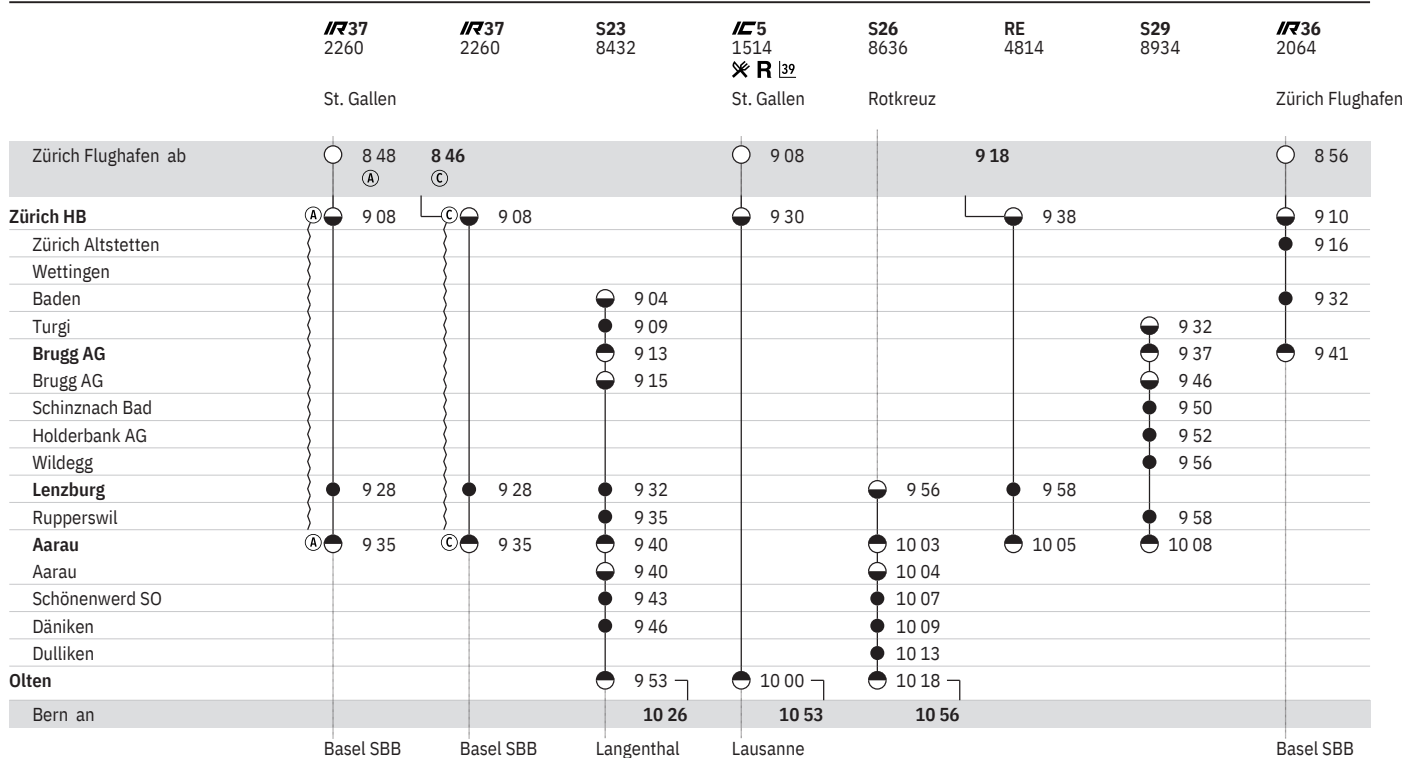 IR37 IR37 S23 IC5 S26 RE S29 IR36
2260 2260 8432 1514 8636 4814 8934 2064
R 39
St. Gallen St. Gallen Rotkreuz Zürich Flughafen
Zürich Flughafen ab 8 48 8 46 9 08 9 18 8 56
A C
Zürich HB A 9 08 C 9 08 9 30 9 38 9 10
Zürich Altstetten 9 16
Wettingen
Baden 9 04 9 32
Turgi 9 09 9 32
Brugg AG 9 13 9 37 9 41
Brugg AG 9 15 9 46
Schinznach Bad 9 50
Holderbank AG 9 52
Wildegg 9 56
Lenzburg 9 28 9 28 9 32 9 56 9 58
Rupperswil 9 35 9 58
Aarau A 9 35 C 9 35 9 40 10 03 10 05 10 08
Aarau 9 40 10 04
Schönenwerd SO 9 43 10 07
Däniken 9 46 10 09
Dulliken 10 13
Olten 9 53 10 00 10 18
Bern an 10 26 10 53 10 56
Basel SBB Basel SBB Langenthal Lausanne Basel SBB